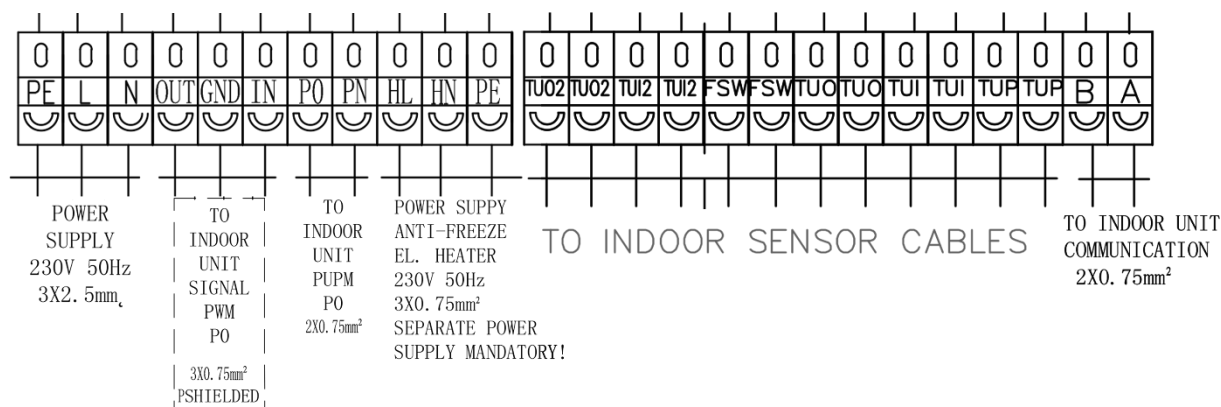 0 0 0 0 0 0 0 0 0 0 0 0 0 0 0 0 0 0 0 0 0 0 0 0 0
PE L N OUT GND IN PO PN HL HN PE TUO2 TUO2 TUI2 TUI2 FSW FSW TUO TUO TUI TUI TUP TUP B A
POWER
SUPPLY
230V 50Hz
3X2.5mm
TO
INDOOR
UNIT
SIGNAL
PWM
PO
3X0.75mm²
PSHIELDED
TO
INDOOR
UNIT
PUPM
PO
2X0.75mm²
POWER SUPPY
ANTI-FREEZE
EL. HEATER
230V 50Hz
3X0.75mm²
SEPARATE POWER
SUPPLY MANDATORY!
TO INDOOR SENSOR CABLES
TO INDOOR UNIT
COMMUNICATION
2X0.75mm²